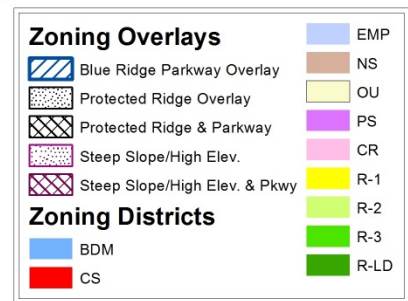 Zoning Overlays
Blue Ridge Parkway Overlay
Protected Ridge Overlay
Protected Ridge & Parkway
Steep Slope/High Elev.
Steep Slope/High Elev. & Pkwy
Zoning Districts
BDM
CS
EMP
NS
OU
PS
CR
R-1
R-2
R-3
R-LD